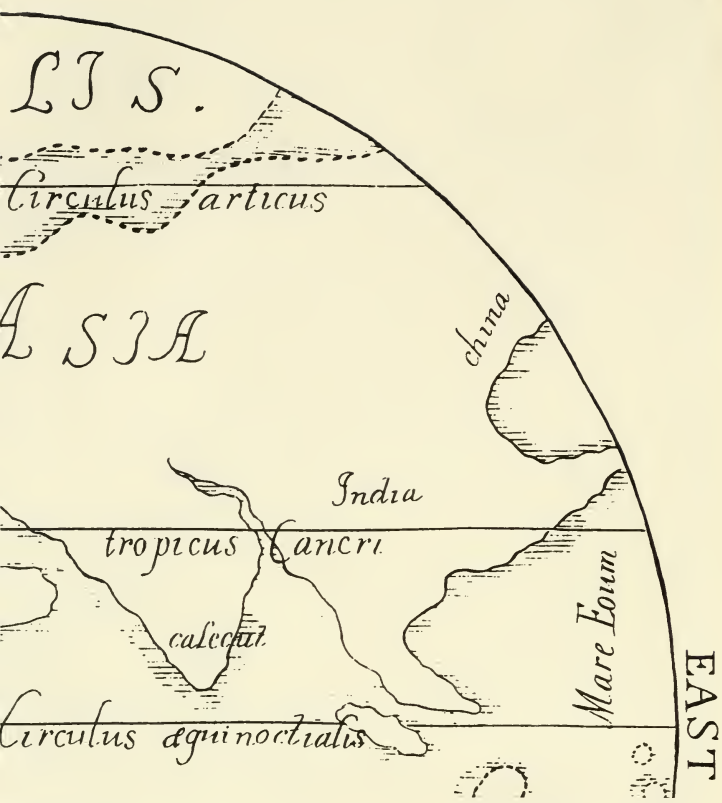 LIS.
Circulus articus
ASIA
china
India
tropicus Cancri
calecut
Mare Eoum
EAST
Circulus æquinoctialis